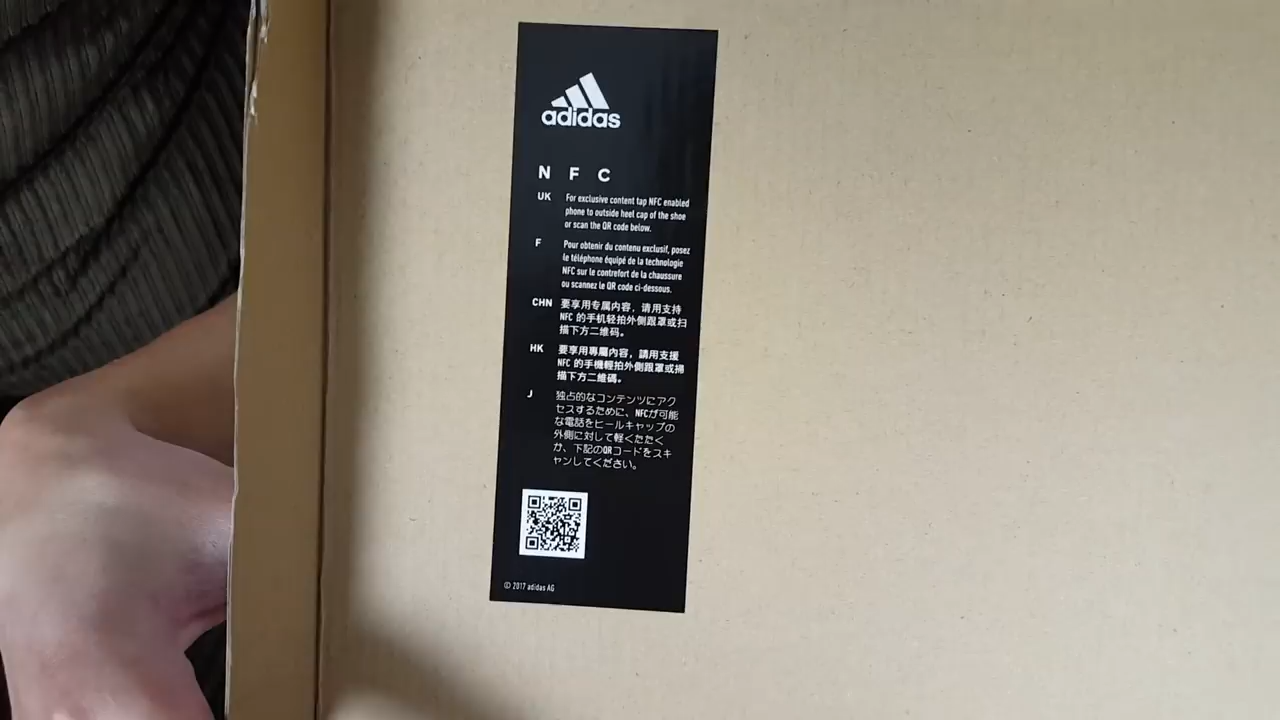 adidas
N F C
UK
For exclusive content tap NFC enabled
phone to outside heel cap of the shoe
or scan the QR code below.
F
Pour obtenir du contenu exclusif, posez
le téléphone équipé de la technologie
NFC sur le contrefort de la chaussure
ou scannez le QR code ci-dessous.
CHN
要享用专属内容，请用支持
NFC 的手机轻拍外侧跟罩或扫
描下方二维码。
HK
要享用專屬內容，請用支援
NFC 的手機輕拍外側跟罩或掃
描下方二維碼。
J
独占的なコンテンツにアク
セスするために、NFCが可能
な電話をヒールキャップの
外側に対して軽くたたく
か、下記のQRコードをスキ
ャンしてください。
© 2017 adidas AG